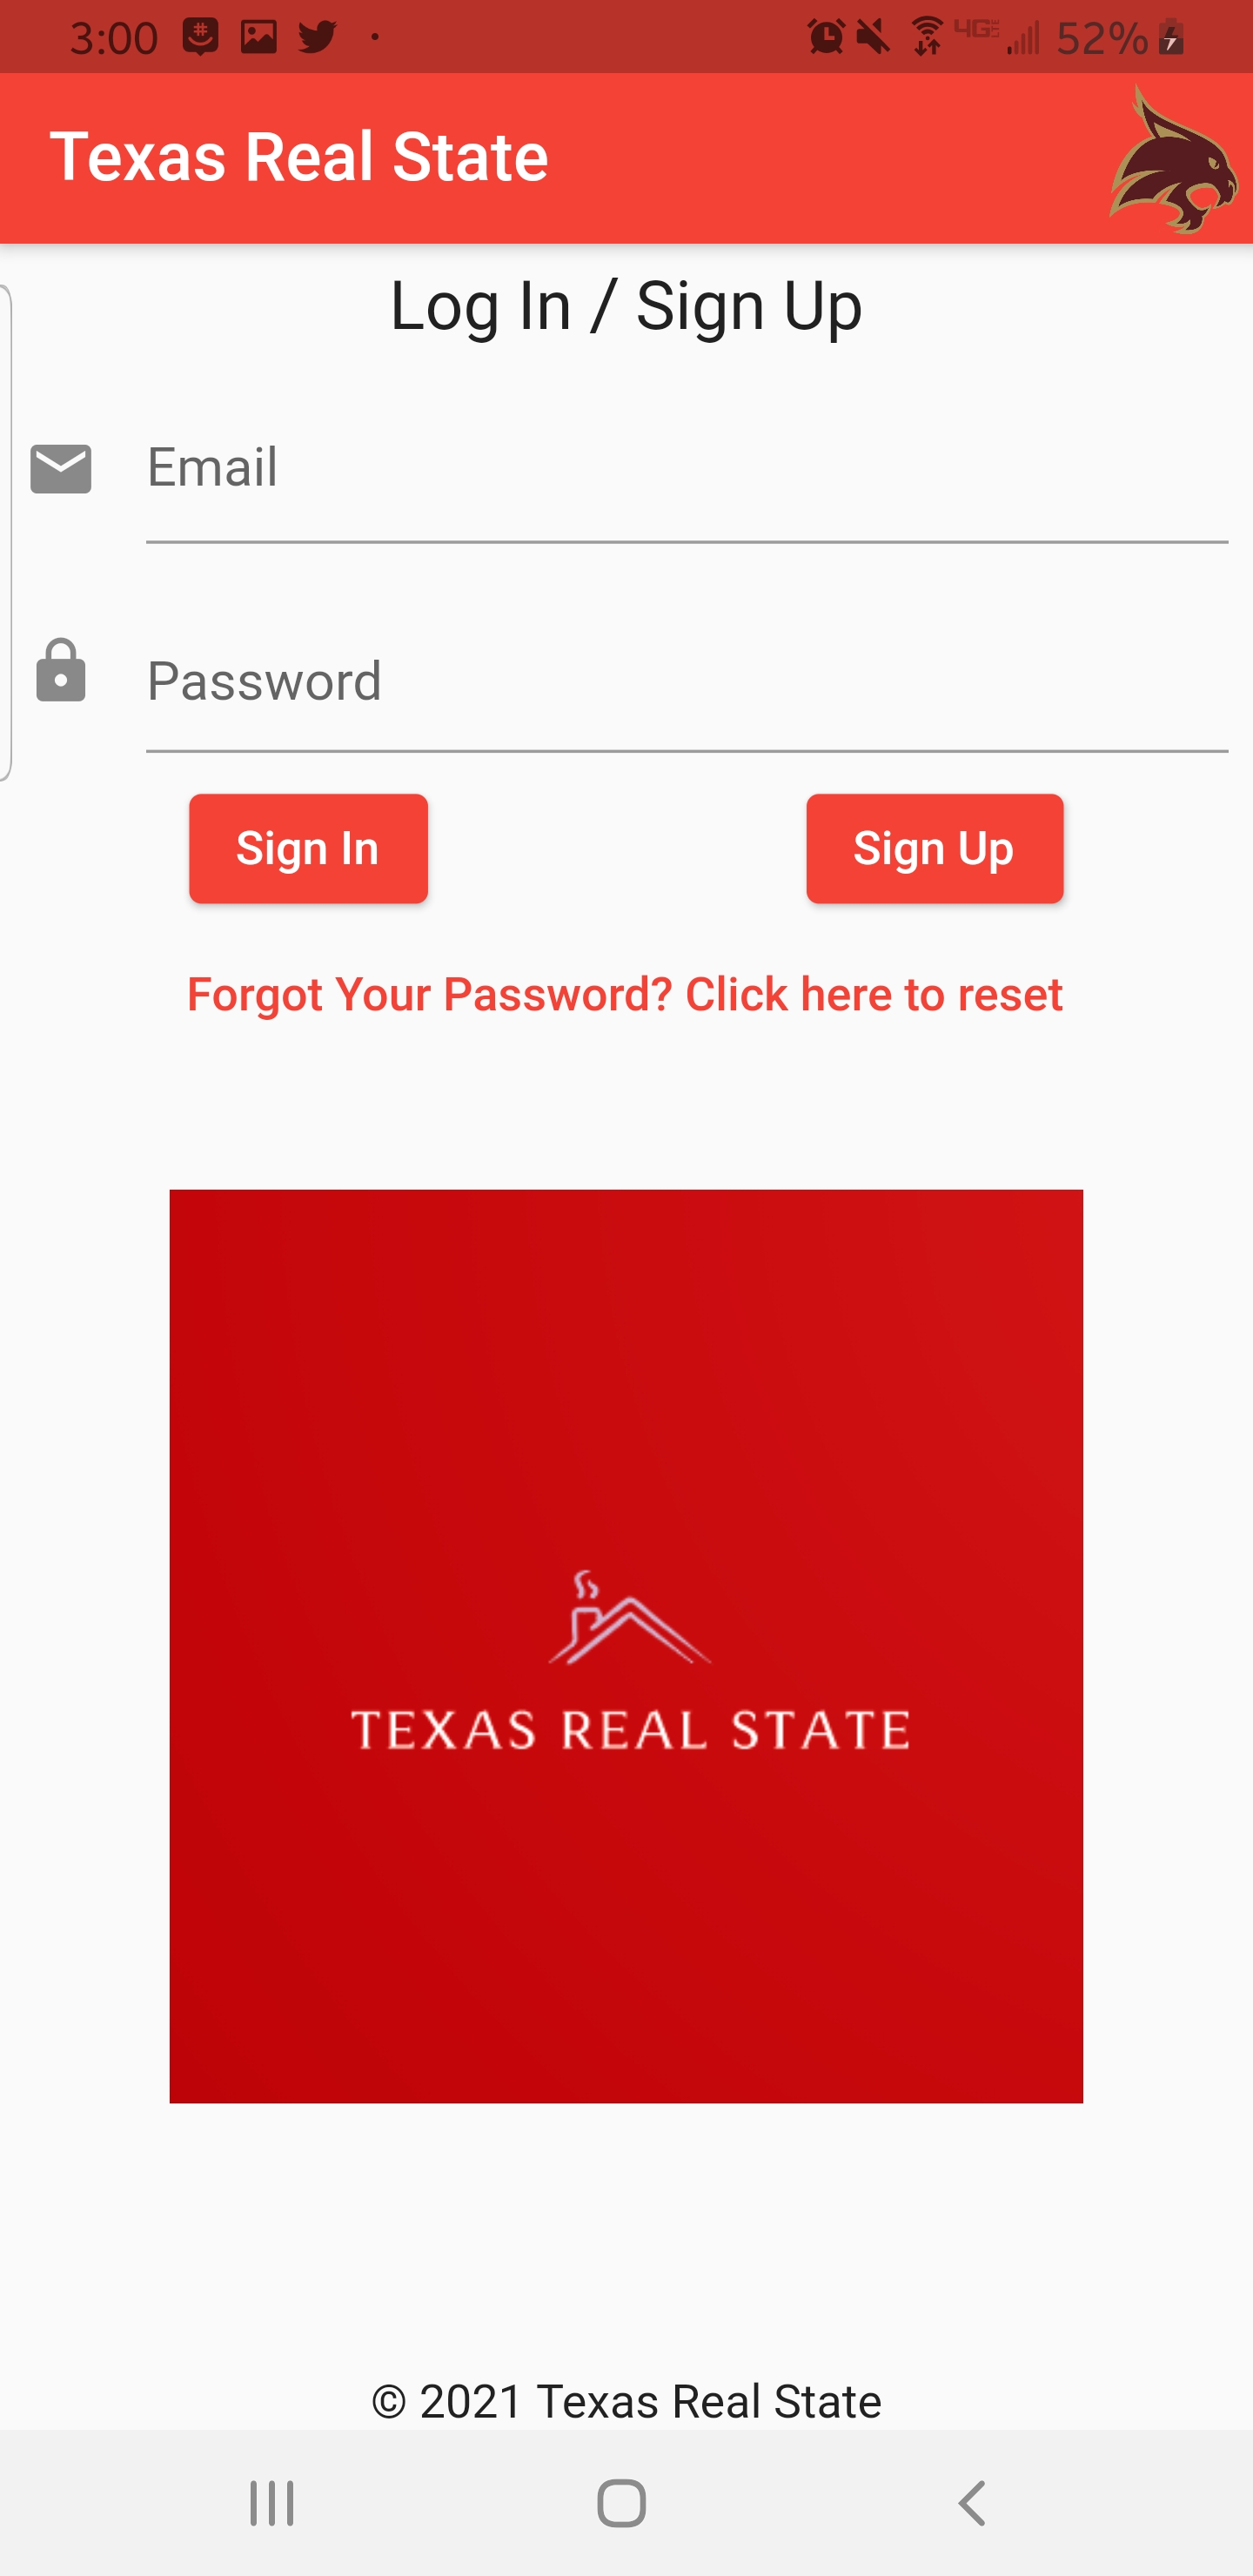 3:00 4GE 52%
Texas Real State
Log In / Sign Up
Email
Password
Sign In Sign Up
Forgot Your Password? Click here to reset
TEXAS REAL STATE
© 2021 Texas Real State